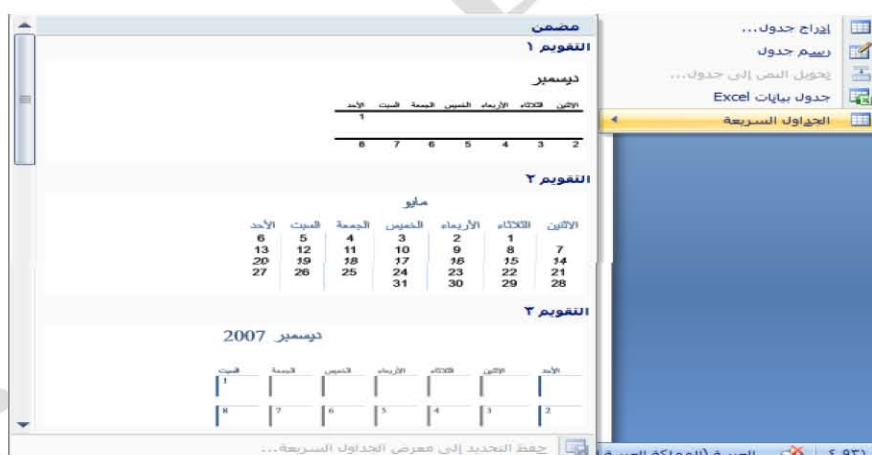 إدراج جدول...
رسم جدول
تحويل النص إلى جدول...
جدول بيانات Excel
الجداول السريعة
مضمن
التقويم ١
ديسمبر
الاثنين الثلاثاء الأربعاء الخميس الجمعة السبت الأحد
1
2 3 4 5 6 7 8
التقويم ٢
مايو
الاثنين الثلاثاء الأربعاء الخميس الجمعة السبت الأحد
1 2 3 4 5 6
7 8 9 10 11 12 13
14 15 16 17 18 19 20
21 22 23 24 25 26 27
28 29 30 31
التقويم ٣
ديسمبر 2007
الأحد الاثنين الثلاثاء الأربعاء الخميس الجمعة السبت
1
2 3 4 5 6 7 8
حفظ التحديد إلى معرض الجداول السريعة...